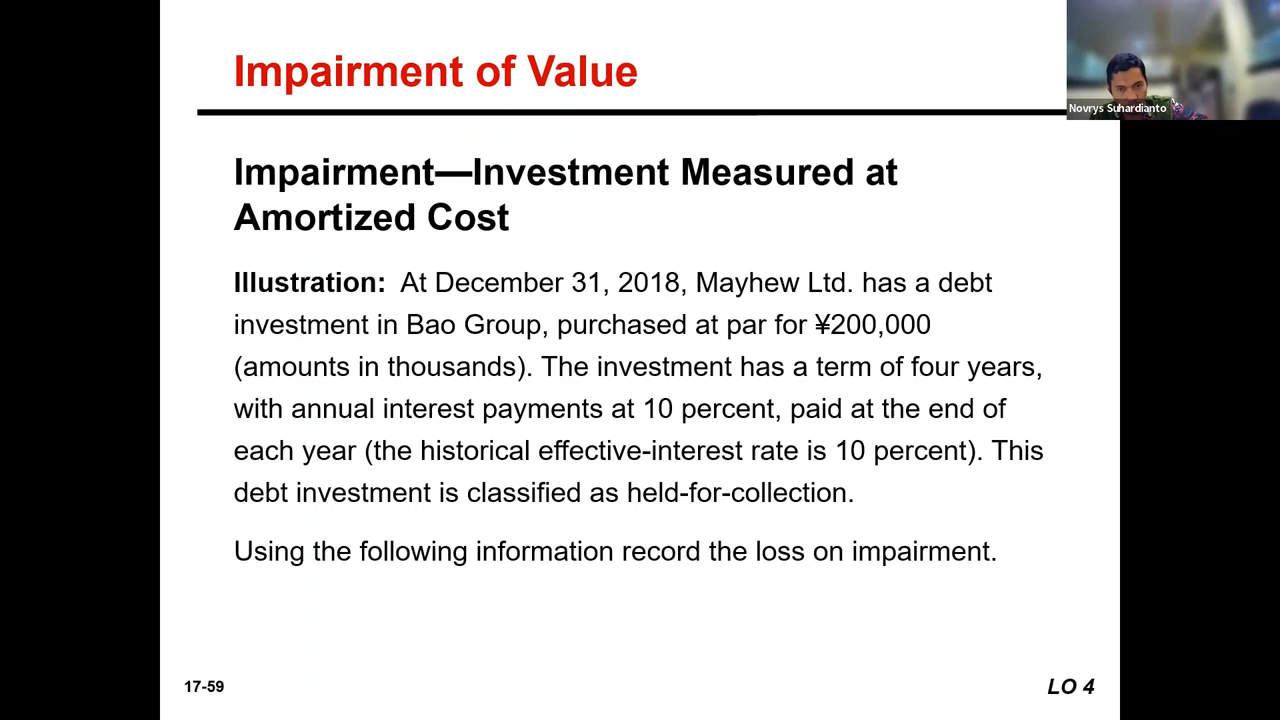 Impairment of Value
Novrys Suhardianto
Impairment—Investment Measured at
Amortized Cost
Illustration: At December 31, 2018, Mayhew Ltd. has a debt
investment in Bao Group, purchased at par for ¥200,000
(amounts in thousands). The investment has a term of four years,
with annual interest payments at 10 percent, paid at the end of
each year (the historical effective-interest rate is 10 percent). This
debt investment is classified as held-for-collection.
Using the following information record the loss on impairment.
17-59
LO 4